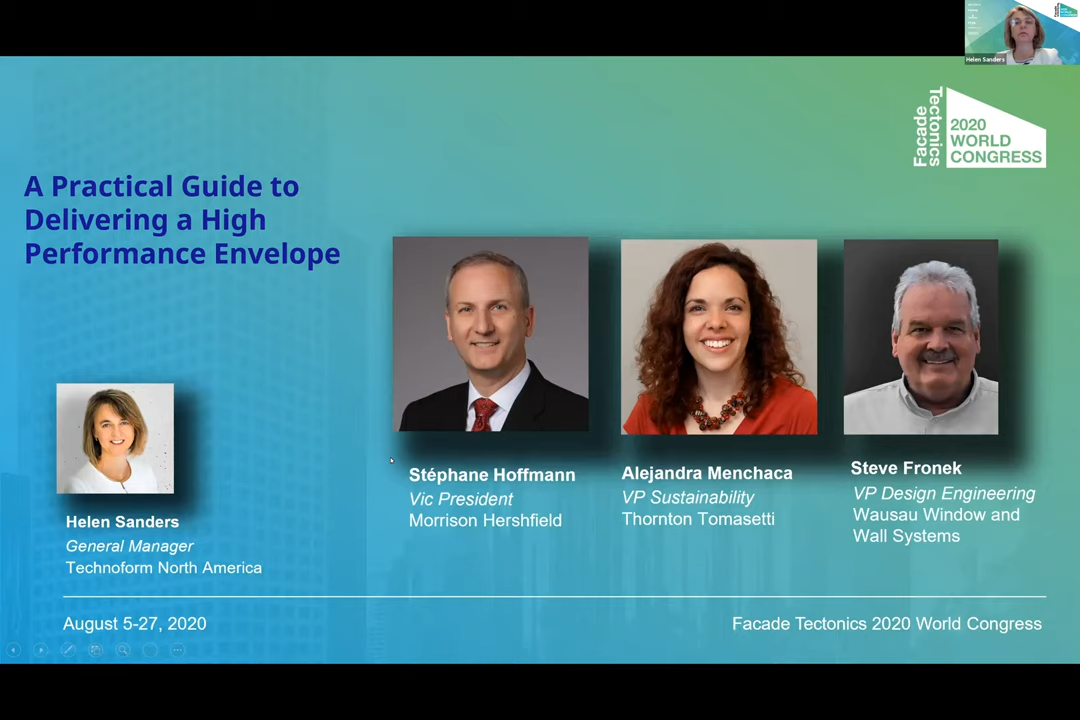 Helen Sanders
Facade
Tectonics
2020
WORLD
CONGRESS
A Practical Guide to
Delivering a High
Performance Envelope
Helen Sanders
General Manager
Technoform North America
Stéphane Hoffmann
Vic President
Morrison Hershfield
Alejandra Menchaca
VP Sustainability
Thornton Tomasetti
Steve Fronek
VP Design Engineering
Wausau Window and
Wall Systems
August 5-27, 2020
Facade Tectonics 2020 World Congress